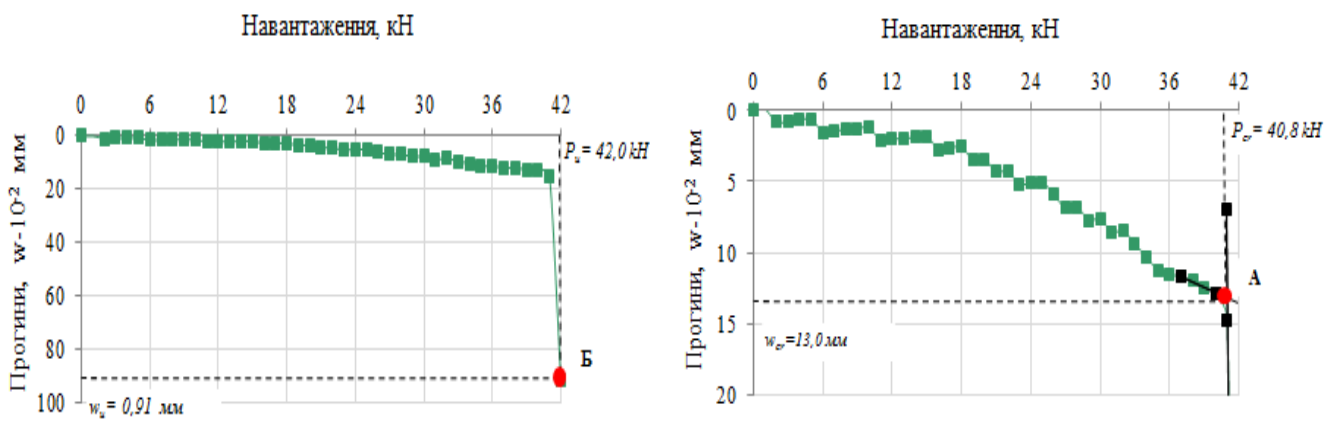 Навантаження, кН
0 6 12 18 24 30 36 42
Прогини, w·10⁻² мм
0
20
40
60
80
100
Pᵤ = 42,0 kH
Б
wᵤ = 0,91 мм
Навантаження, кН
0 6 12 18 24 30 36 42
Прогини, w·10⁻² мм
0
5
10
15
20
P_cr = 40,8 kH
А
w_cr =13,0 мм